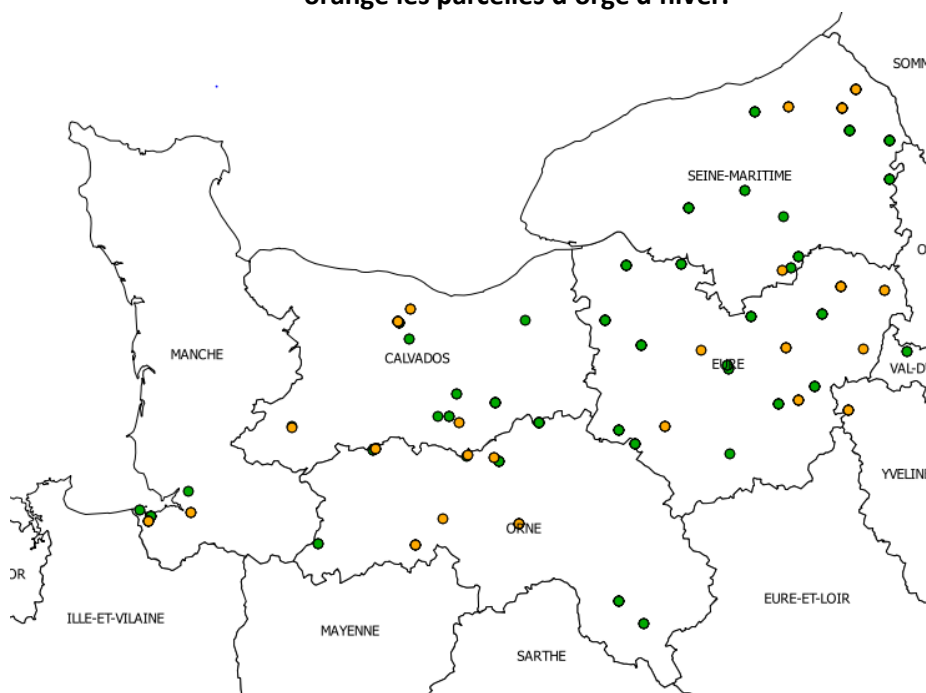 orange les parcelles d'orge d'hiver.
SOMM
SEINE-MARITIME
O
MANCHE
CALVADOS
EURE
VAL-D'
YVELINE
ORNE
OR
ILLE-ET-VILAINE
MAYENNE
SARTHE
EURE-ET-LOIR